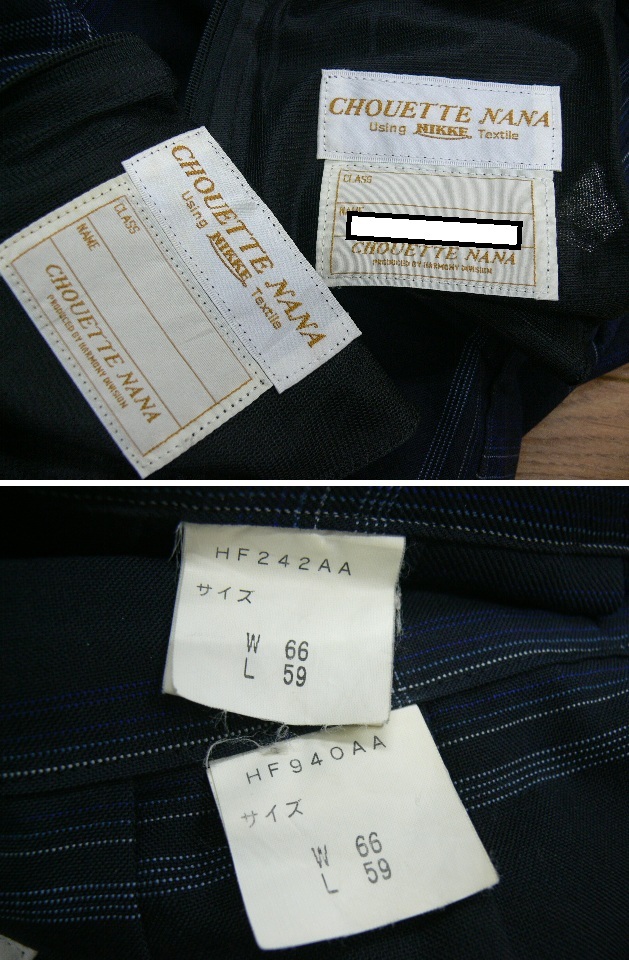 CHOUETTE NANA
Using NIKKE Textile
CLASS
NAME
CHOUETTE NANA
PRODUCED BY HARMONY DIVISION
CHOUETTE NANA
Using NIKKE Textile
CLASS
NAME
CHOUETTE NANA
PRODUCED BY HARMONY DIVISION
HF242AA
サイズ
W 66
L 59
HF940AA
サイズ
W 66
L 59